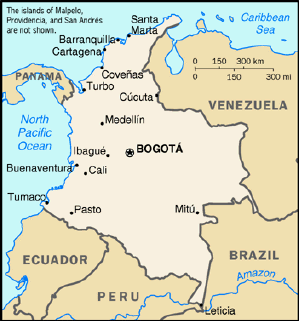 The islands of Malpelo,
Providencia, and San Andrés
are not shown.
Santa
Marta
Caribbean
Sea
Barranquilla
Cartagena
PANAMA
Coveñas
Turbo
0 150 300 km
0 150 300 mi
Cúcuta
VENEZUELA
North
Pacific
Ocean
Medellín
Ibagué
BOGOTÁ
Buenaventura
Cali
Tumaco
Pasto
Mitú
ECUADOR
BRAZIL
Amazon
PERU
Leticia